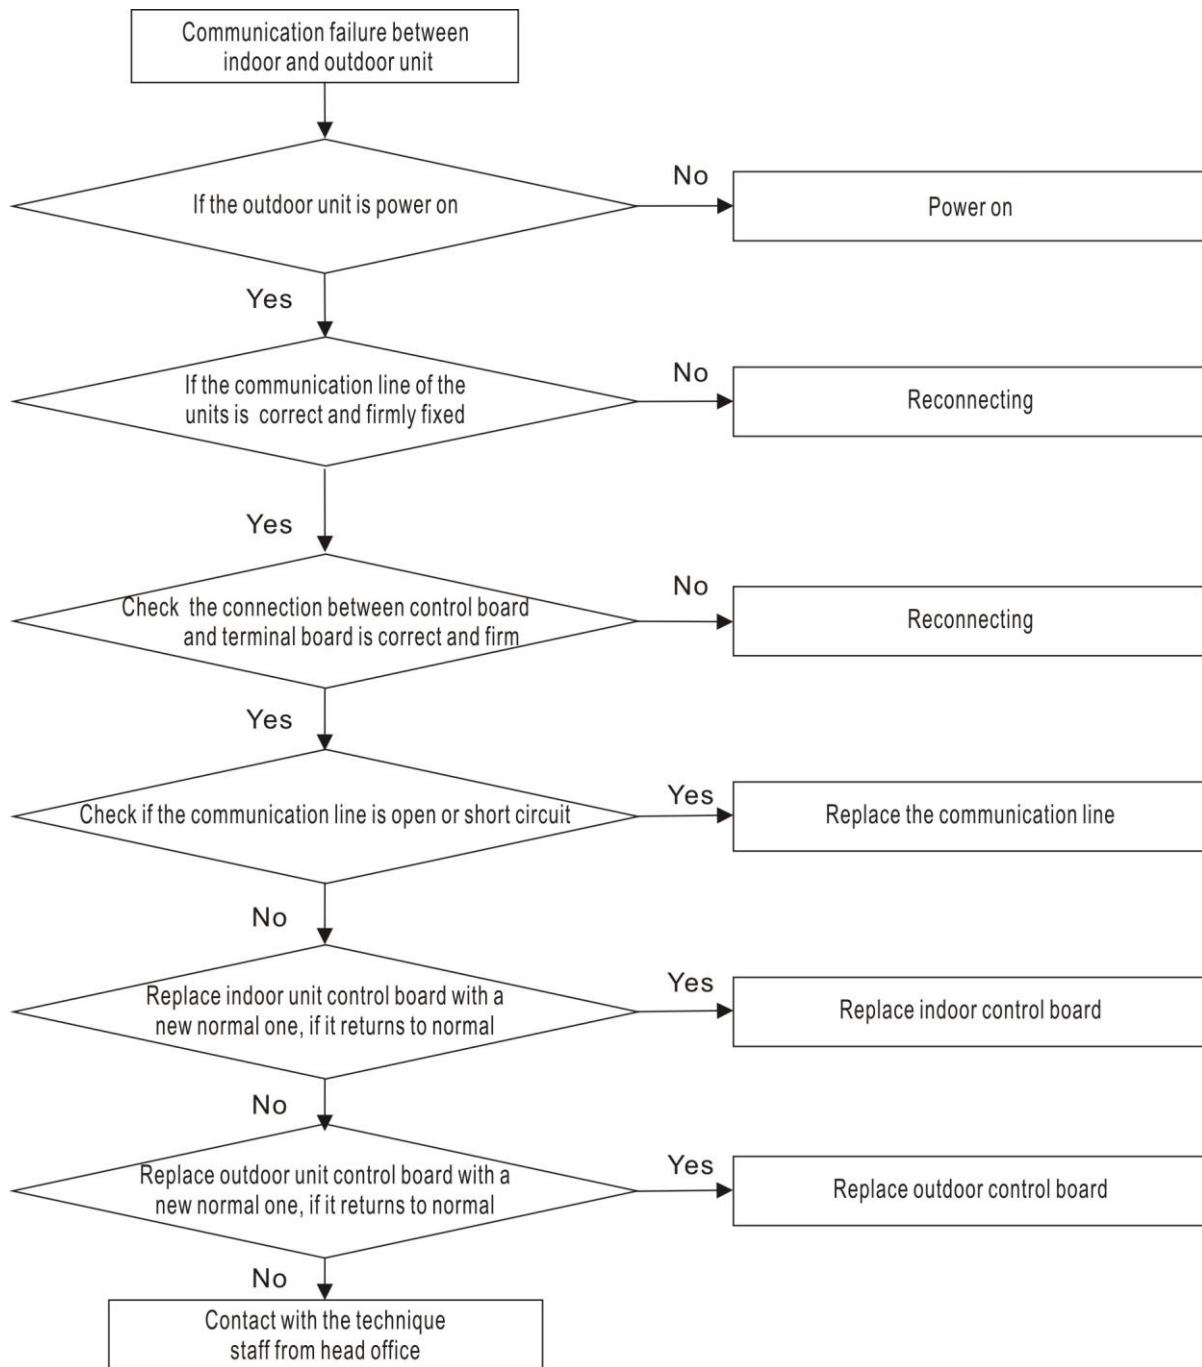 Communication failure between
indoor and outdoor unit
If the outdoor unit is power on
No
Power on
Yes
If the communication line of the
units is correct and firmly fixed
No
Reconnecting
Yes
Check the connection between control board
and terminal board is correct and firm
No
Reconnecting
Yes
Check if the communication line is open or short circuit
Yes
Replace the communication line
No
Replace indoor unit control board with a
new normal one, if it returns to normal
Yes
Replace indoor control board
No
Replace outdoor unit control board with a
new normal one, if it returns to normal
Yes
Replace outdoor control board
No
Contact with the technique
staff from head office